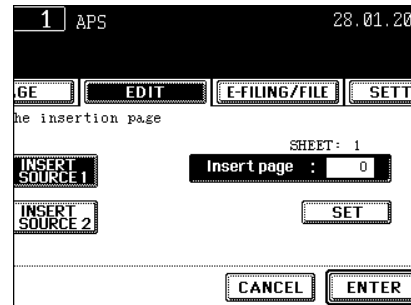 1 APS 28.01.20
GE EDIT E-FILING/FILE SETT
he insertion page
SHEET: 1
INSERT SOURCE 1 Insert page : 0
INSERT SOURCE 2 SET
CANCEL ENTER